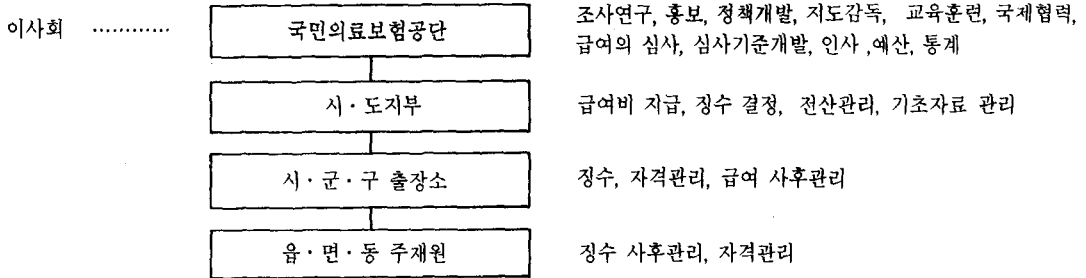 이사회 ············ 국민의료보험공단 조사연구, 홍보, 정책개발, 지도감독, 교육훈련, 국제협력,
급여의 심사, 심사기준개발, 인사 ,예산, 통계
시·도지부 급여비 지급, 징수 결정, 전산관리, 기초자료 관리
시·군·구 출장소 징수, 자격관리, 급여 사후관리
읍·면·동 주재원 징수 사후관리, 자격관리